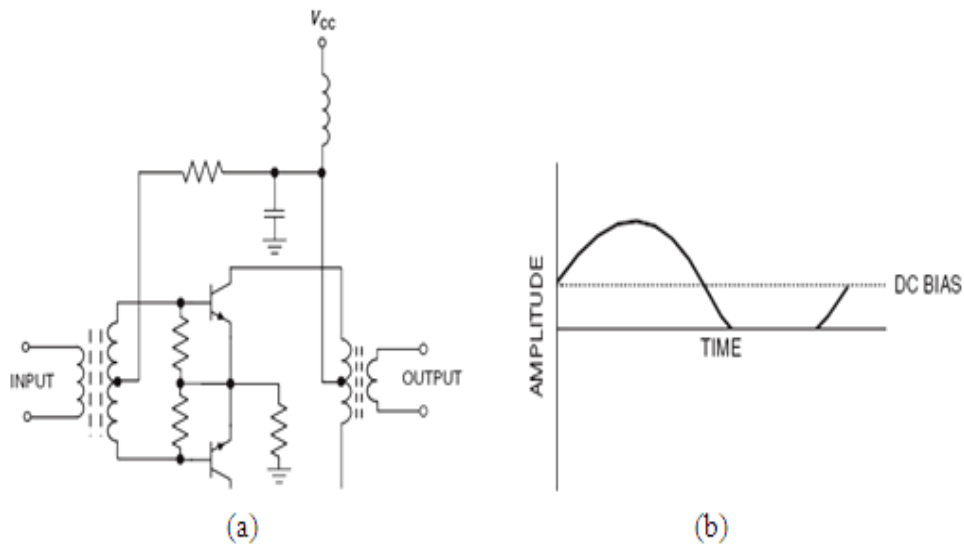 VCC
INPUT
OUTPUT
(a)
AMPLITUDE
DC BIAS
TIME
(b)